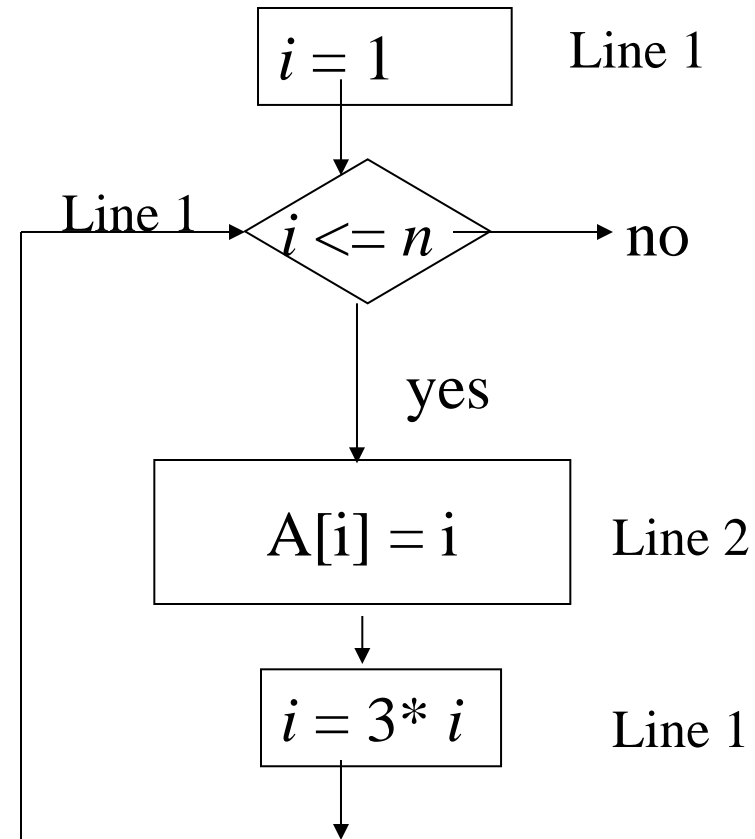 i = 1
Line 1
Line 1
i <= n
no
yes
A[i] = i
Line 2
i = 3* i
Line 1